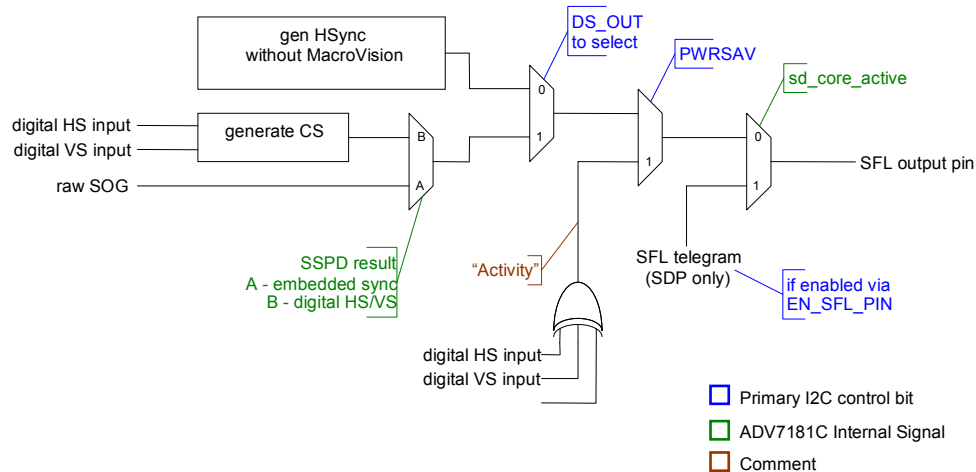 gen HSync
without MacroVision
DS_OUT
to select
PWRSAV
sd_core_active
0
1
1
0
1
digital HS input
digital VS input
generate CS
B
A
raw SOG
SFL output pin
SSPD result
A - embedded sync
B - digital HS/VS
“Activity”
SFL telegram
(SDP only)
if enabled via
EN_SFL_PIN
digital HS input
digital VS input
Primary I2C control bit
ADV7181C Internal Signal
Comment